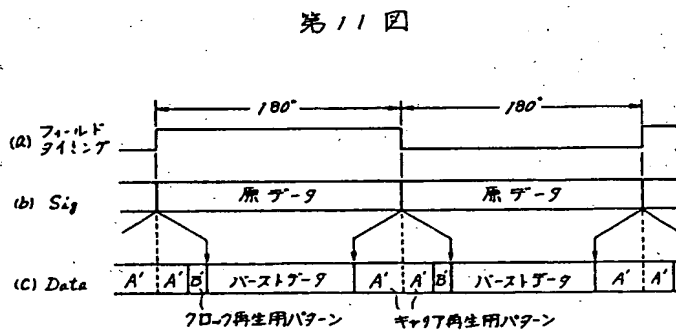 第11図
180° 180°
(a) フィールド
タイミング
(b) Sig 原データ 原データ
(C) Data A' A' B' バーストデータ A' A' B' バーストデータ A' A'
クロック再生用パターン キャリア再生用パターン